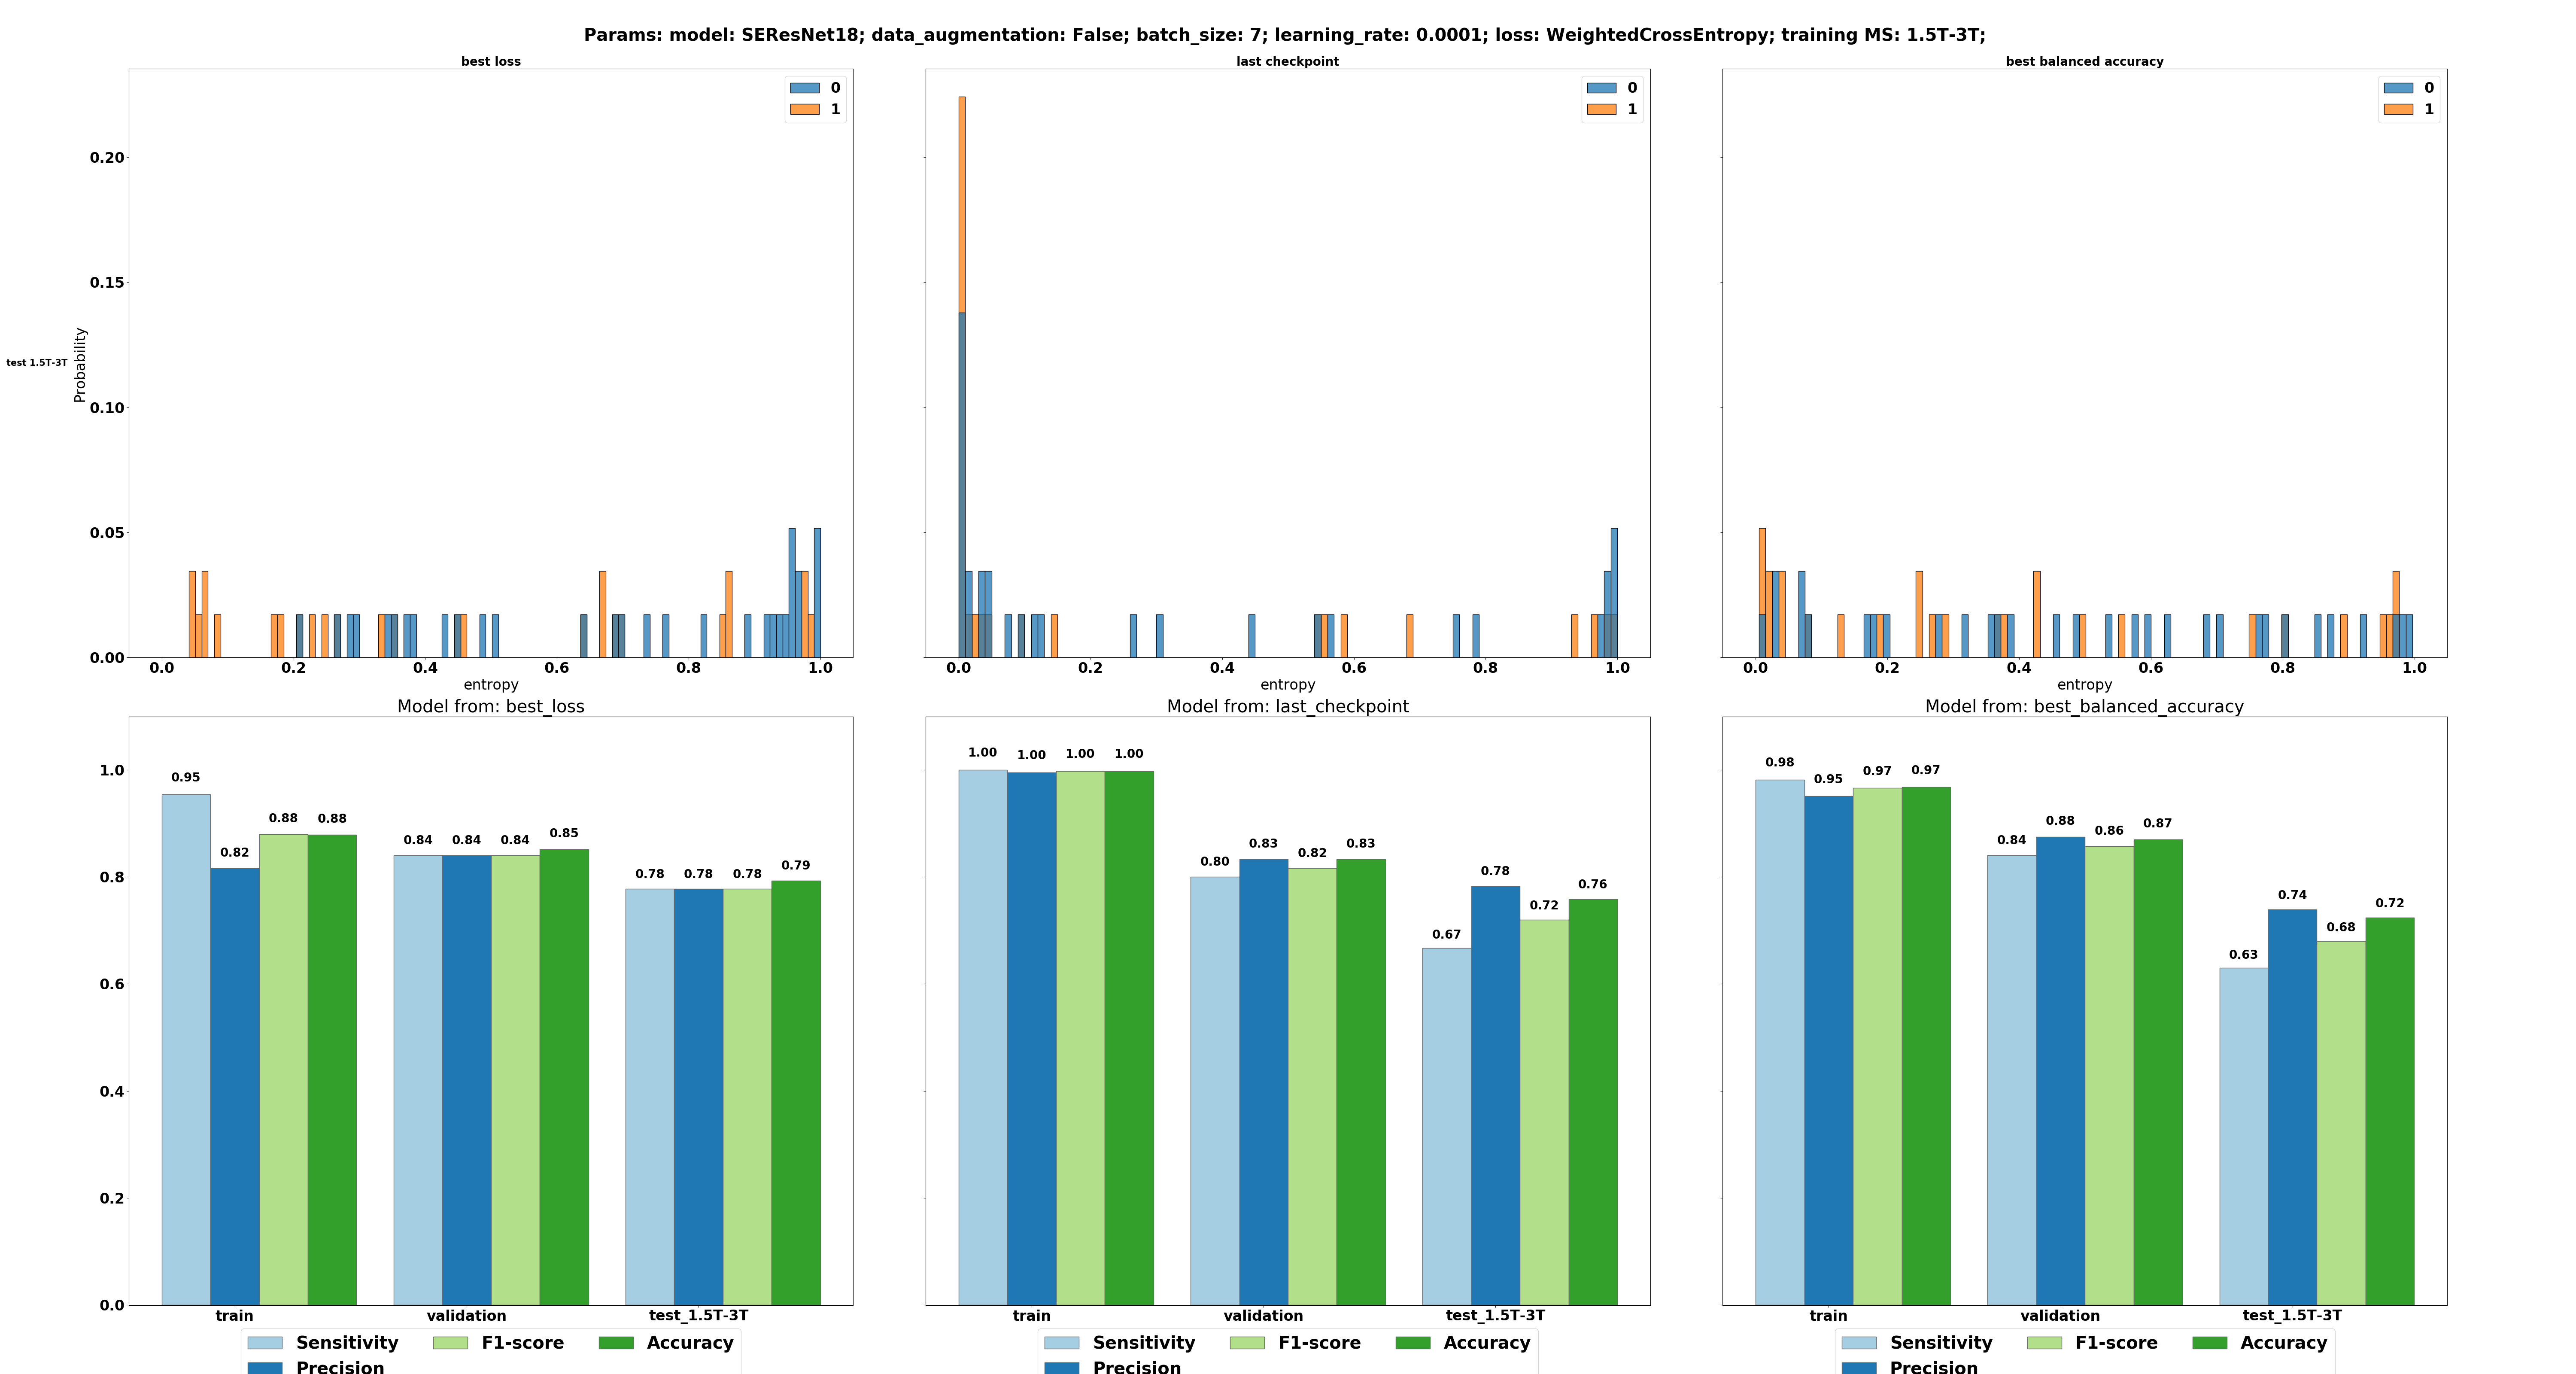 Params: model: SEResNet18; data_augmentation: False; batch_size: 7; learning_rate: 0.0001; loss: WeightedCrossEntropy; training MS: 1.5T-3T;
best loss
last checkpoint
best balanced accuracy
0
1
0
1
0
1
test 1.5T-3T
Probability
0.20
0.15
0.10
0.05
0.00
0.0 0.2 0.4 0.6 0.8 1.0
0.0 0.2 0.4 0.6 0.8 1.0
0.0 0.2 0.4 0.6 0.8 1.0
entropy
entropy
entropy
Model from: best_loss
Model from: last_checkpoint
Model from: best_balanced_accuracy
1.0
0.8
0.6
0.4
0.2
0.0
0.95 0.82 0.88 0.88
0.84 0.84 0.84 0.85
0.78 0.78 0.78 0.79
1.00 1.00 1.00 1.00
0.80 0.83 0.82 0.83
0.67 0.78 0.72 0.76
0.98 0.95 0.97 0.97
0.84 0.88 0.86 0.87
0.63 0.74 0.68 0.72
train validation test_1.5T-3T
train validation test_1.5T-3T
train validation test_1.5T-3T
Sensitivity F1-score Accuracy
Precision
Sensitivity F1-score Accuracy
Precision
Sensitivity F1-score Accuracy
Precision